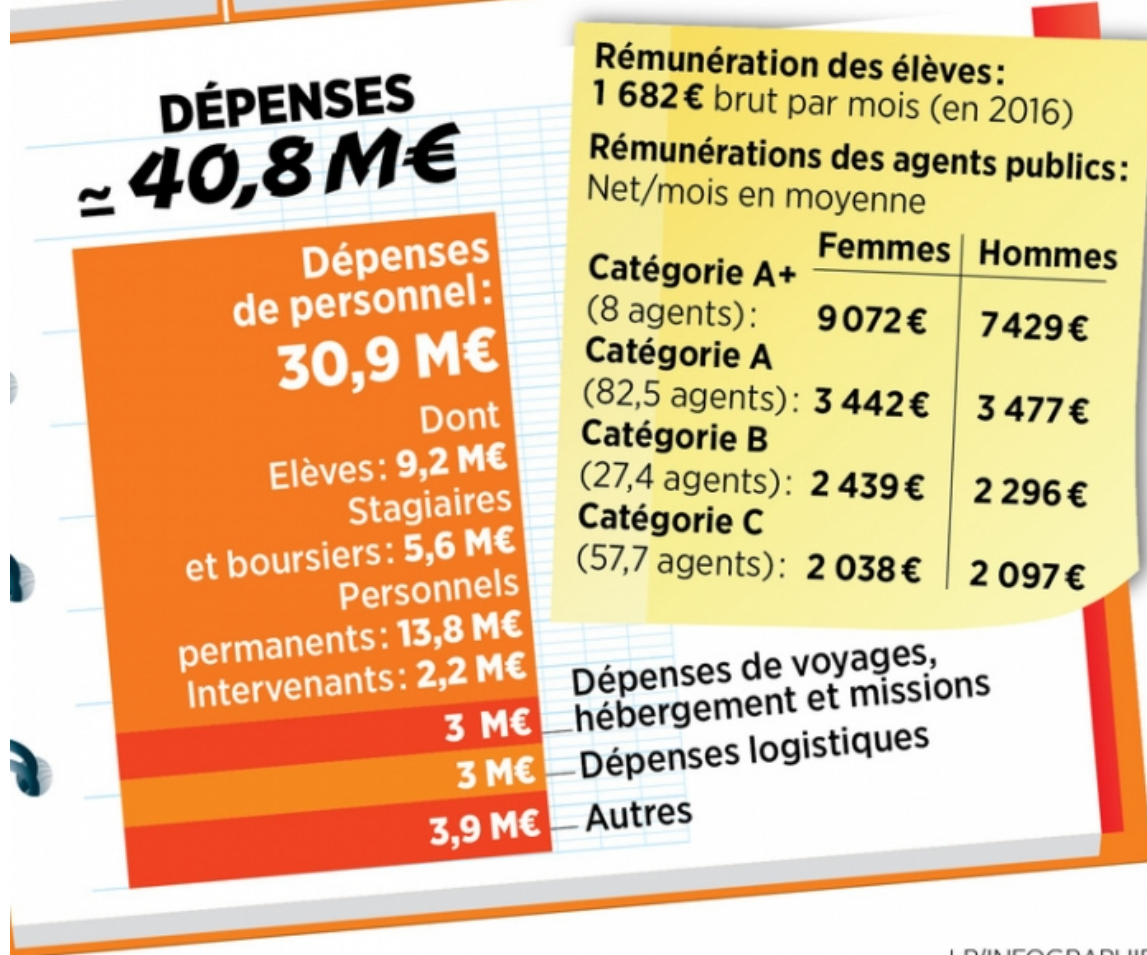 DÉPENSES
≃ 40,8 M€
Dépenses
de personnel :
30,9 M€
Dont
Elèves : 9,2 M€
Stagiaires
et boursiers : 5,6 M€
Personnels
permanents : 13,8 M€
Intervenants : 2,2 M€
3 M€ Dépenses de voyages,
hébergement et missions
3 M€ Dépenses logistiques
3,9 M€ Autres
Rémunération des élèves :
1 682 € brut par mois (en 2016)
Rémunérations des agents publics :
Net/mois en moyenne
Femmes Hommes
Catégorie A+
(8 agents) : 9 072 € 7 429 €
Catégorie A
(82,5 agents) : 3 442 € 3 477 €
Catégorie B
(27,4 agents) : 2 439 € 2 296 €
Catégorie C
(57,7 agents) : 2 038 € 2 097 €